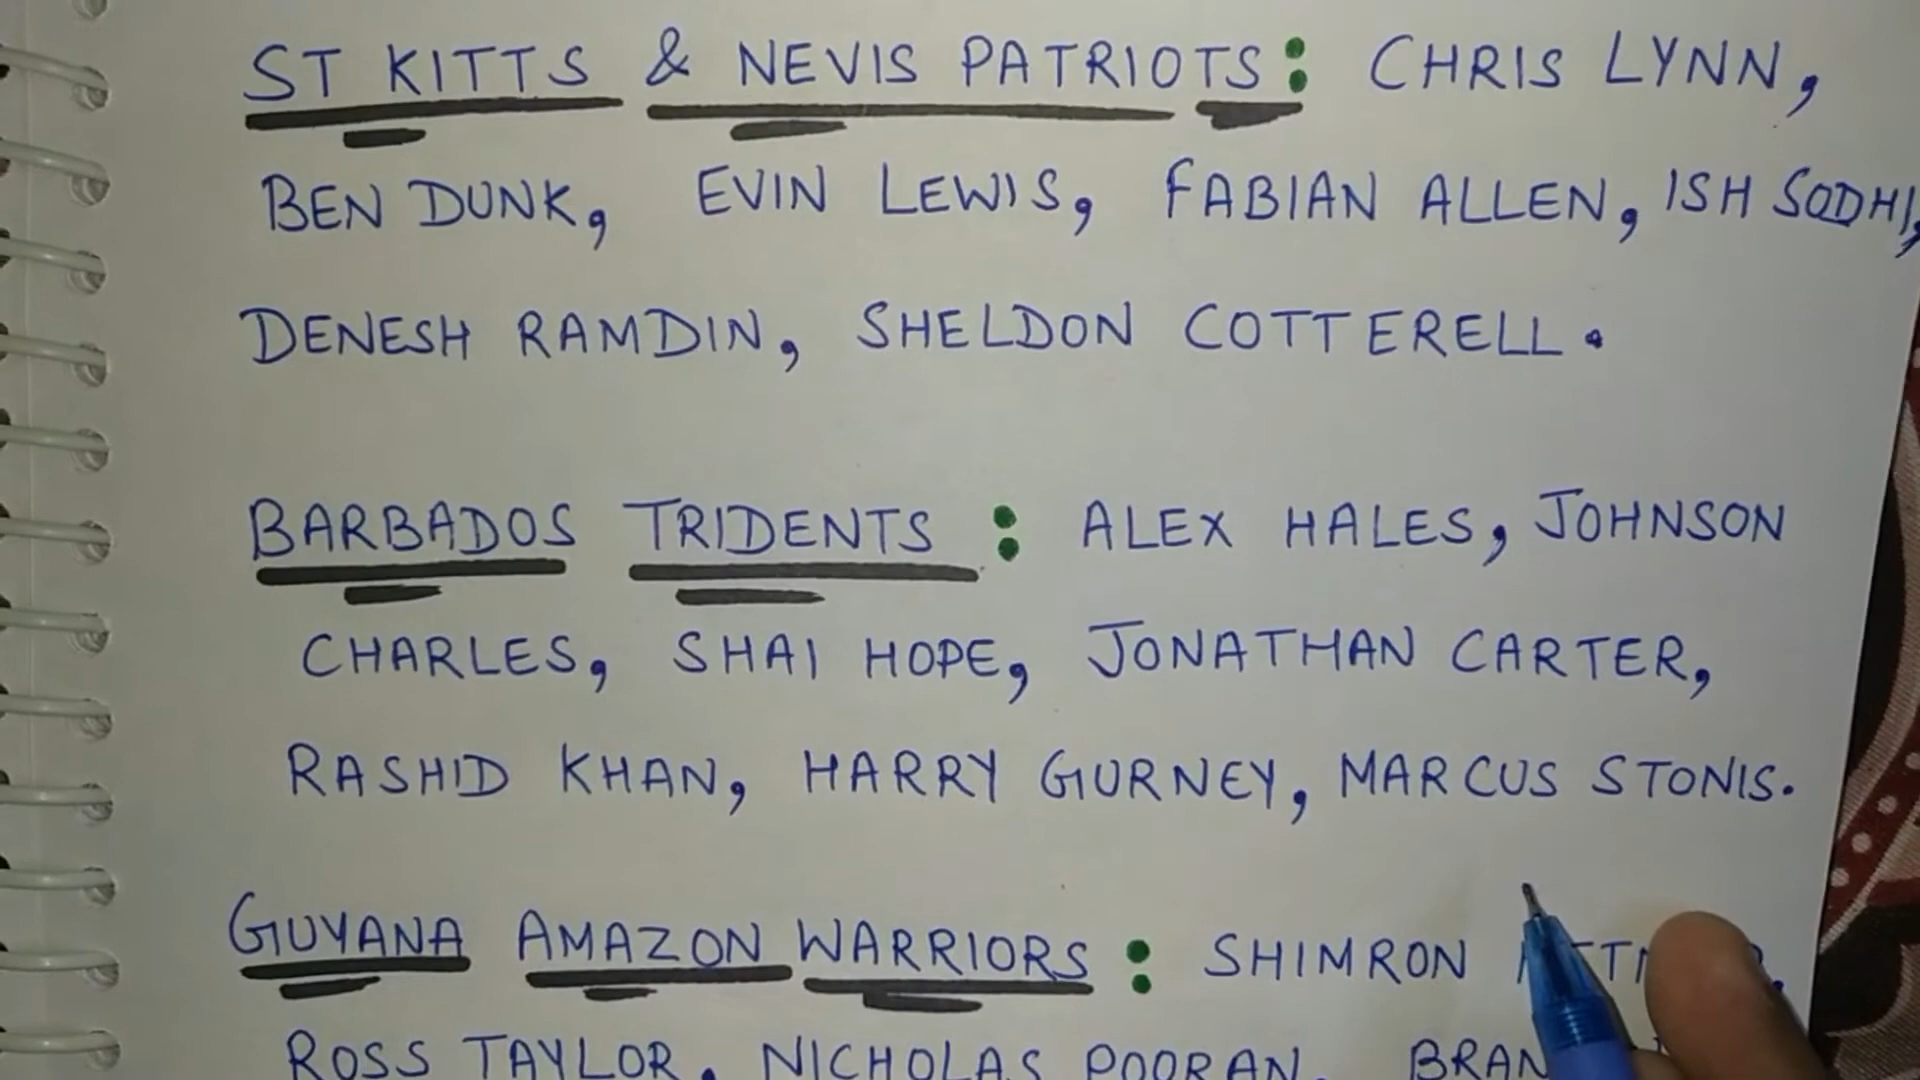 ST KITTS & NEVIS PATRIOTS: CHRIS LYNN,
BEN DUNK, EVIN LEWIS, FABIAN ALLEN, ISH SODHI,
DENESH RAMDIN, SHELDON COTTERELL.
BARBADOS TRIDENTS: ALEX HALES, JOHNSON
CHARLES, SHAI HOPE, JONATHAN CARTER,
RASHID KHAN, HARRY GURNEY, MARCUS STONIS.
GUYANA AMAZON WARRIORS: SHIMRON
ROSS TAYLOR, NICHOLAS POORAN,